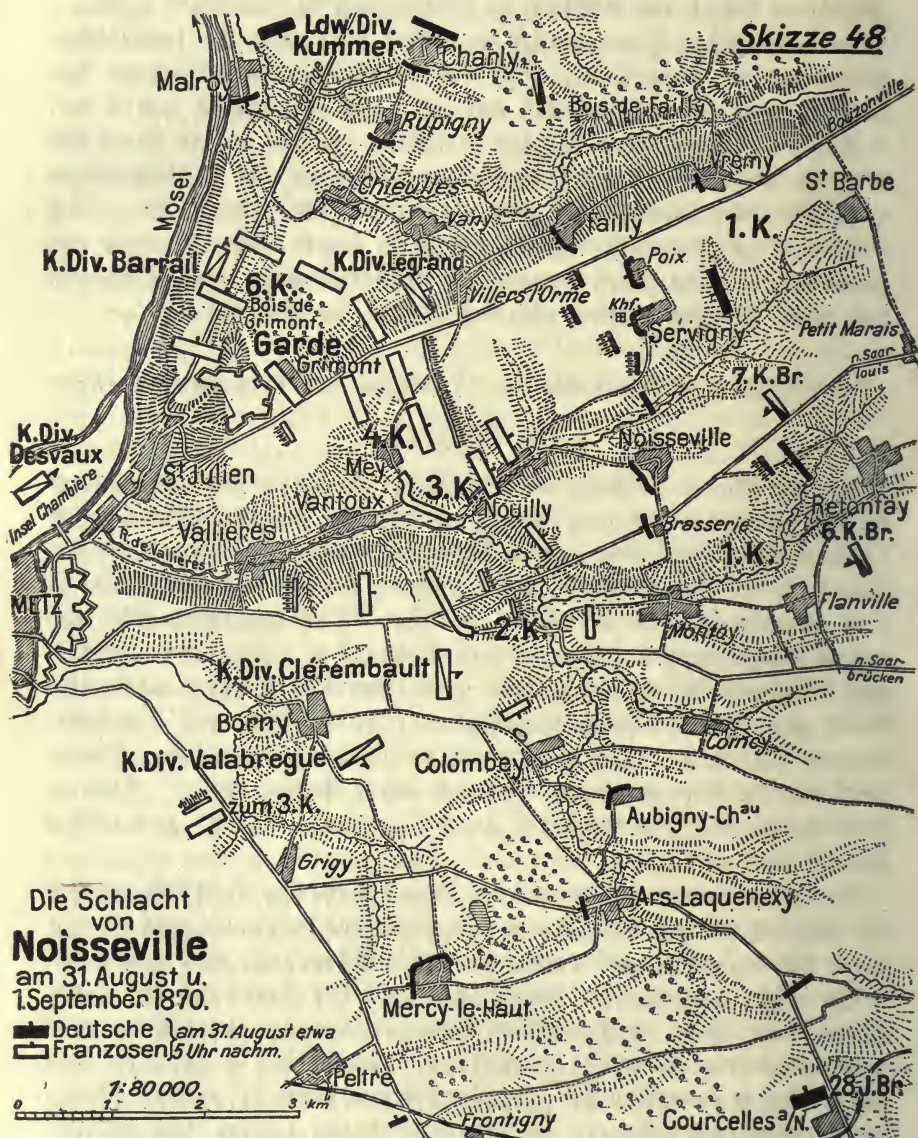 Skizze 48
Ldw. Div.
Kummer
Charly
Malroy
Rupigny
Bois de Failly
Bouzonville
Mosel
Chieulles
Vany
Failly
Vremy
St Barbe
K.Div. Barrail
6.K.
K.Div. Legrand
Villers l'Orme
Poix
1.K.
Bois de
Grimont
Garde
Grimont
Khf.
Servigny
Petit Marais
n. Saar-
louis
K.Div.
Desvaux
Insel Chambière
St Julien
4.K.
Mey
7.K.Br.
Noisseville
3.K.
Nouilly
Vantoux
Vallières
R. de Vallières
Brasserie
Retonfay
6.K.Br.
1.K.
METZ
Flanville
Montoy
2.K.
n. Saar-
brücken
K.Div. Clérembault
Borny
Colombey
Coincy
K.Div. Valabregue
zum 3.K.
Aubigny-Chau
Grigy
Ars-Laquenexy
Die Schlacht
von
Noisseville
am 31. August u.
1. September 1870.
Deutsche } am 31. August etwa
Franzosen } 5 Uhr nachm.
1:80000.
0 1 2 3 km
Mercy-le-Haut
Peltre
Frontigny
28.J.Br.
Courcelles a/N.